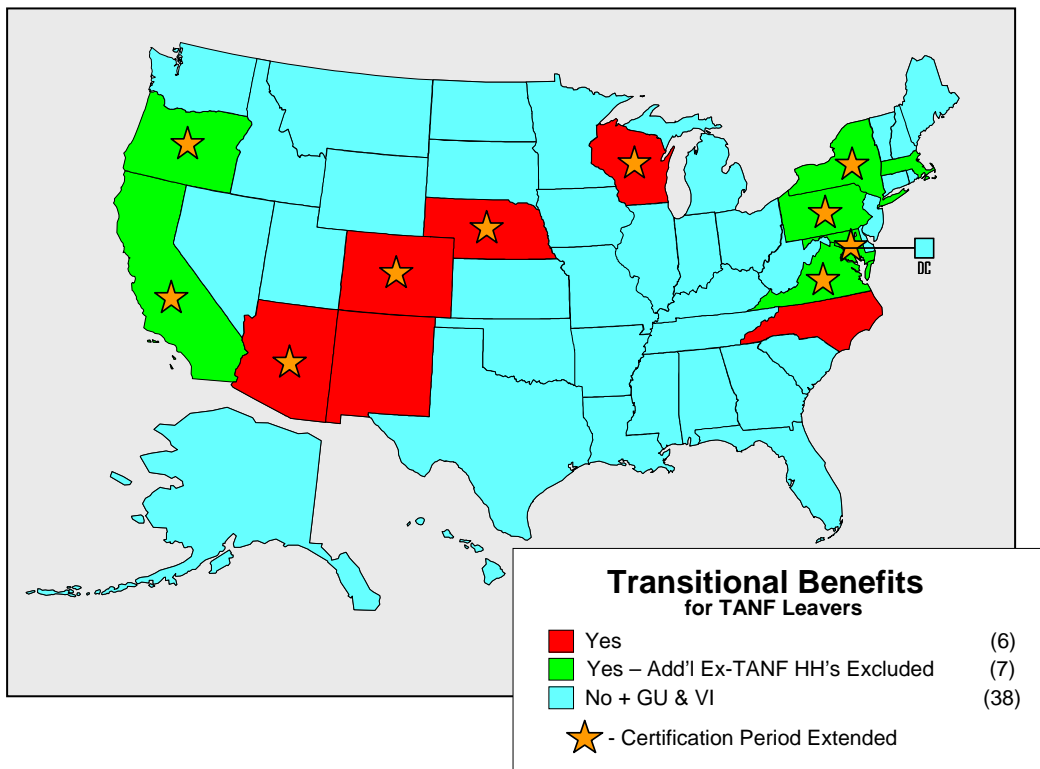 DC
Transitional Benefits
for TANF Leavers
Yes (6)
Yes – Add'l Ex-TANF HH's Excluded (7)
No + GU & VI (38)
- Certification Period Extended